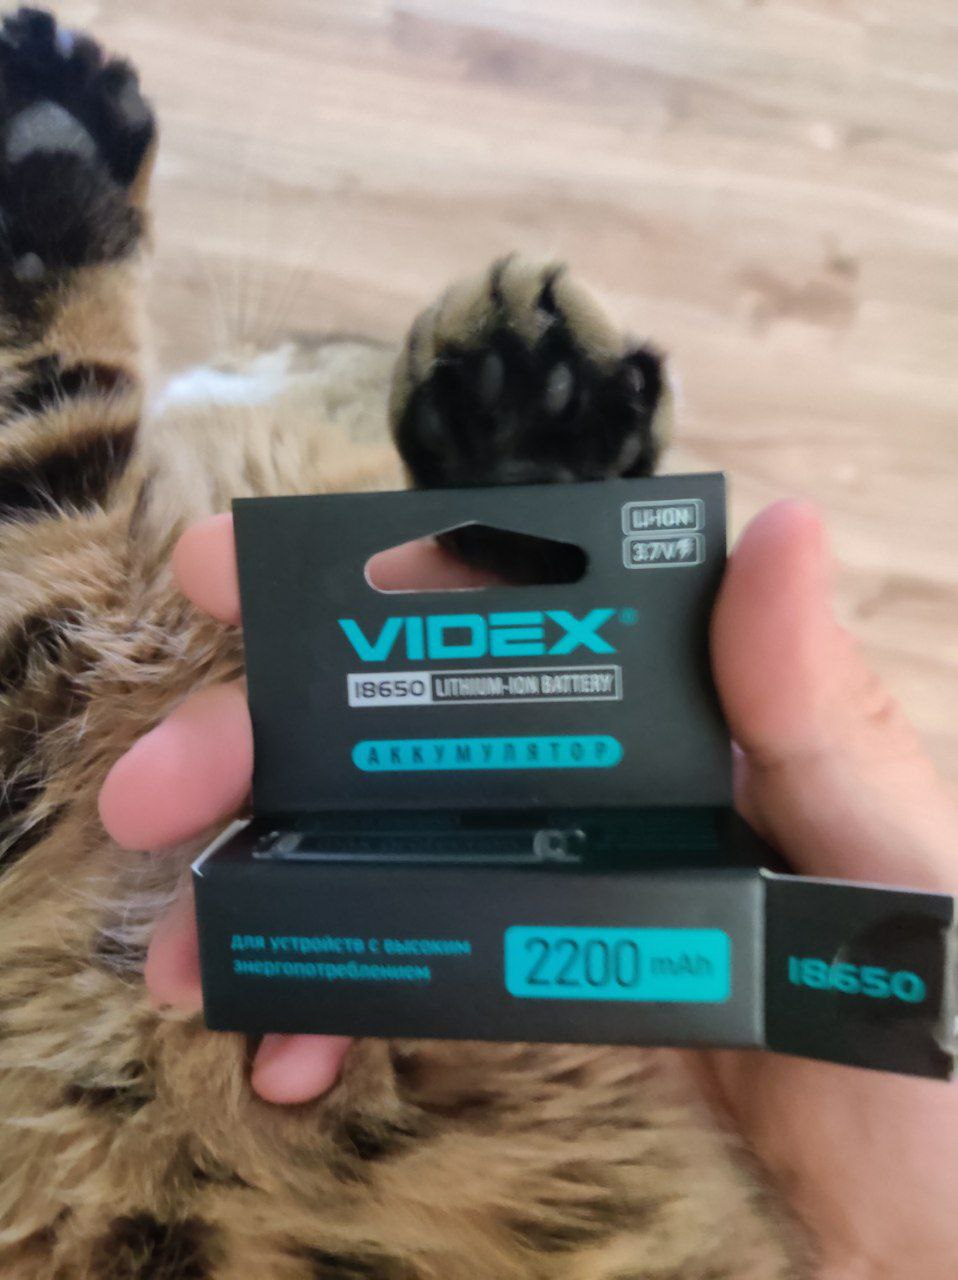 LI-ION
3.7V
VIDEX®
18650 LITHIUM-ION BATTERY
АККУМУЛЯТОР
для устройств с высоким
энергопотреблением
2200 mAh
18650